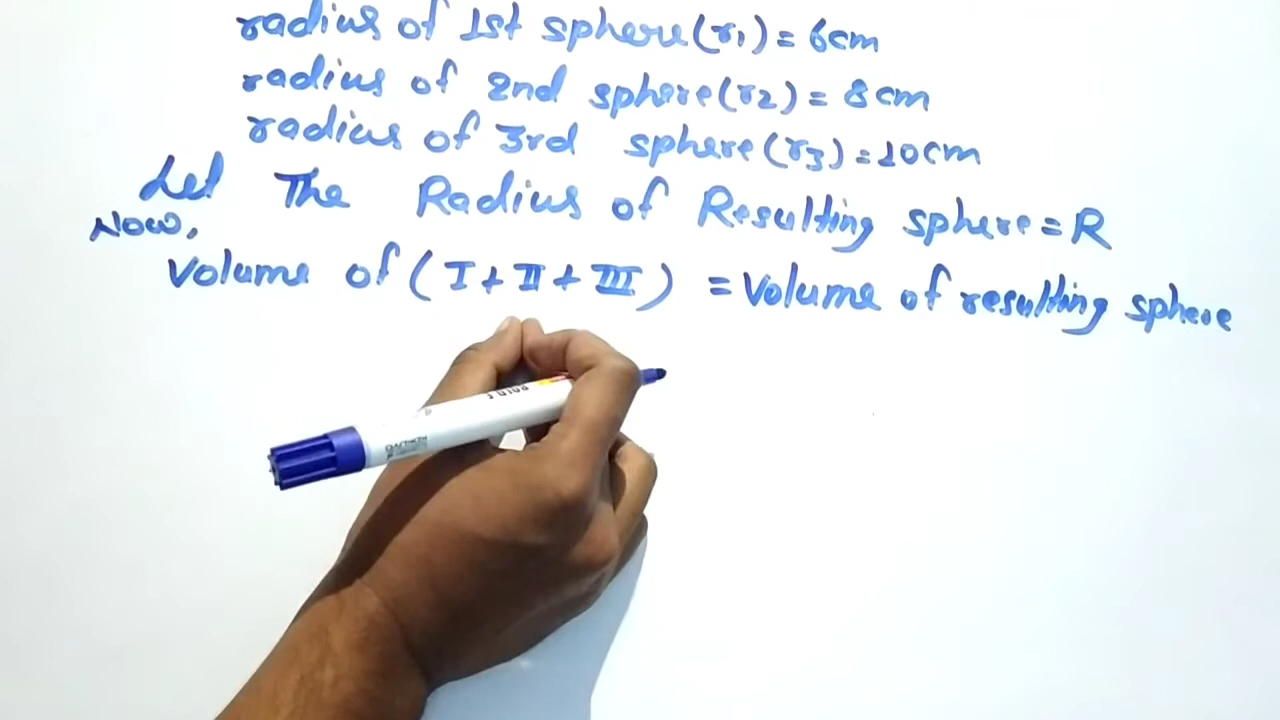 radius of 1st sphere(r1) = 6cm
radius of 2nd sphere(r2) = 8cm
radius of 3rd sphere(r3) = 10cm
Let The Radius of Resulting sphere = R
Now,
Volume of (I + II + III) = Volume of resulting sphere